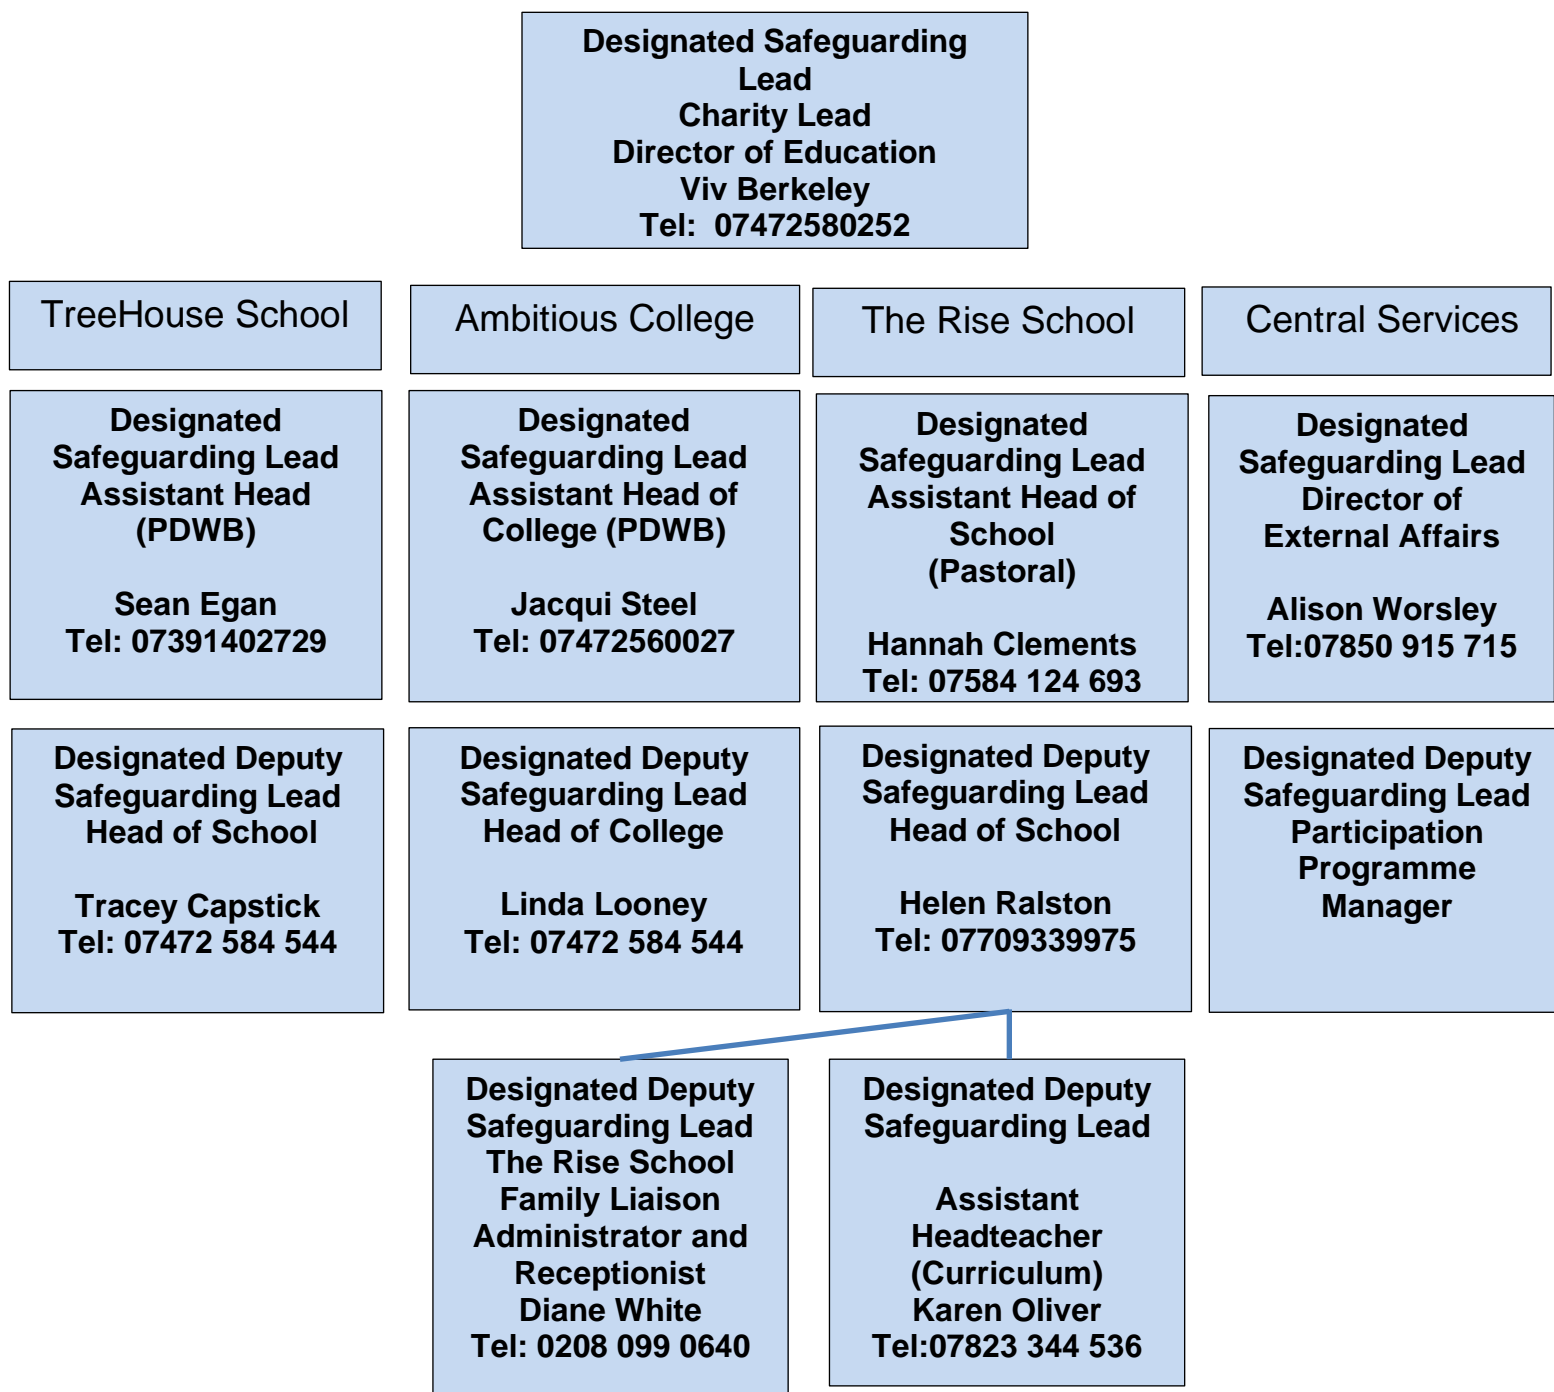 Designated Safeguarding
Lead
Charity Lead
Director of Education
Viv Berkeley
Tel:  07472580252
TreeHouse School
Ambitious College
The Rise School
Central Services
Designated
Safeguarding Lead
Assistant Head
(PDWB)
Sean Egan
Tel: 07391402729
Designated
Safeguarding Lead
Assistant Head of
College (PDWB)
Jacqui Steel
Tel: 07472560027
Designated
Safeguarding Lead
Assistant Head of
School
(Pastoral)
Hannah Clements
Tel: 07584 124 693
Designated
Safeguarding Lead
Director of
External Affairs
Alison Worsley
Tel:07850 915 715
Designated Deputy
Safeguarding Lead
Head of School
Tracey Capstick
Tel: 07472 584 544
Designated Deputy
Safeguarding Lead
Head of College
Linda Looney
Tel: 07472 584 544
Designated Deputy
Safeguarding Lead
Head of School
Helen Ralston
Tel: 07709339975
Designated Deputy
Safeguarding Lead
Participation
Programme
Manager
Designated Deputy
Safeguarding Lead
The Rise School
Family Liaison
Administrator and
Receptionist
Diane White
Tel: 0208 099 0640
Designated Deputy
Safeguarding Lead
Assistant
Headteacher
(Curriculum)
Karen Oliver
Tel:07823 344 536